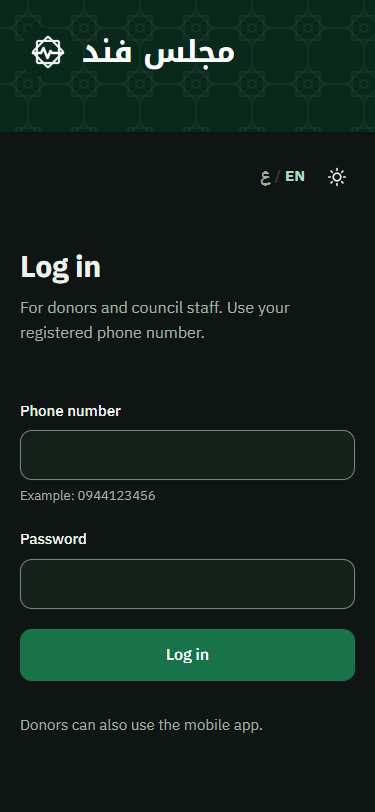 مجلس فند
ع / EN
Log in
For donors and council staff. Use your
registered phone number.
Phone number
Example: 0944123456
Password
Log in
Donors can also use the mobile app.